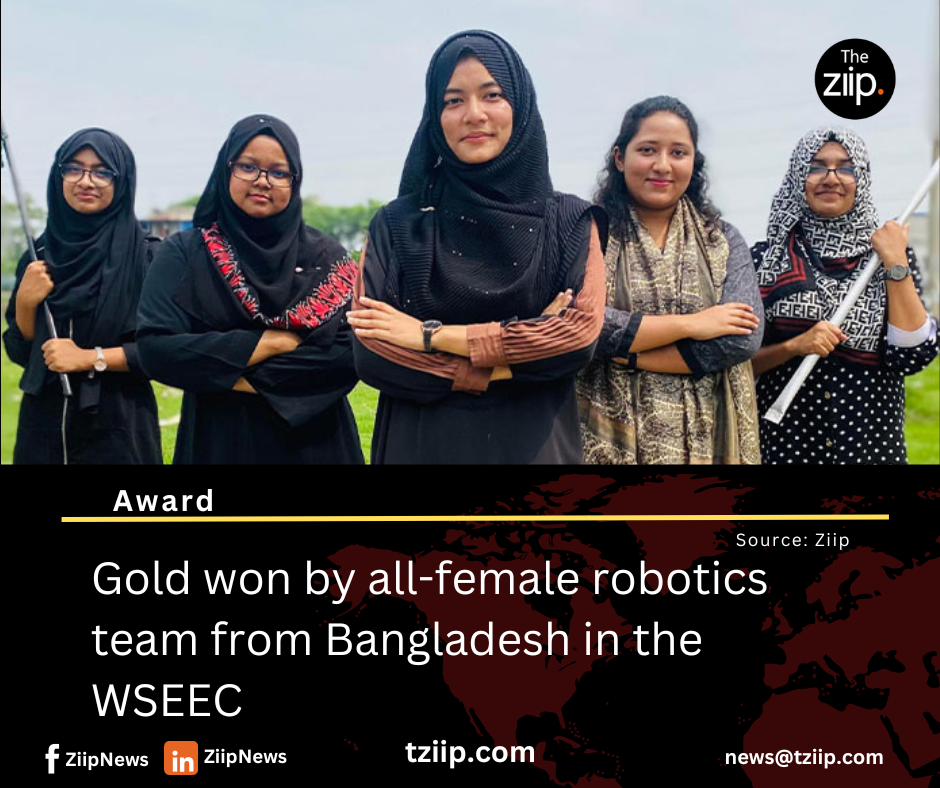 The
ziip.
Award
Source: Ziip
Gold won by all-female robotics
team from Bangladesh in the
WSEEC
f ZiipNews in ZiipNews tziip.com news@tziip.com